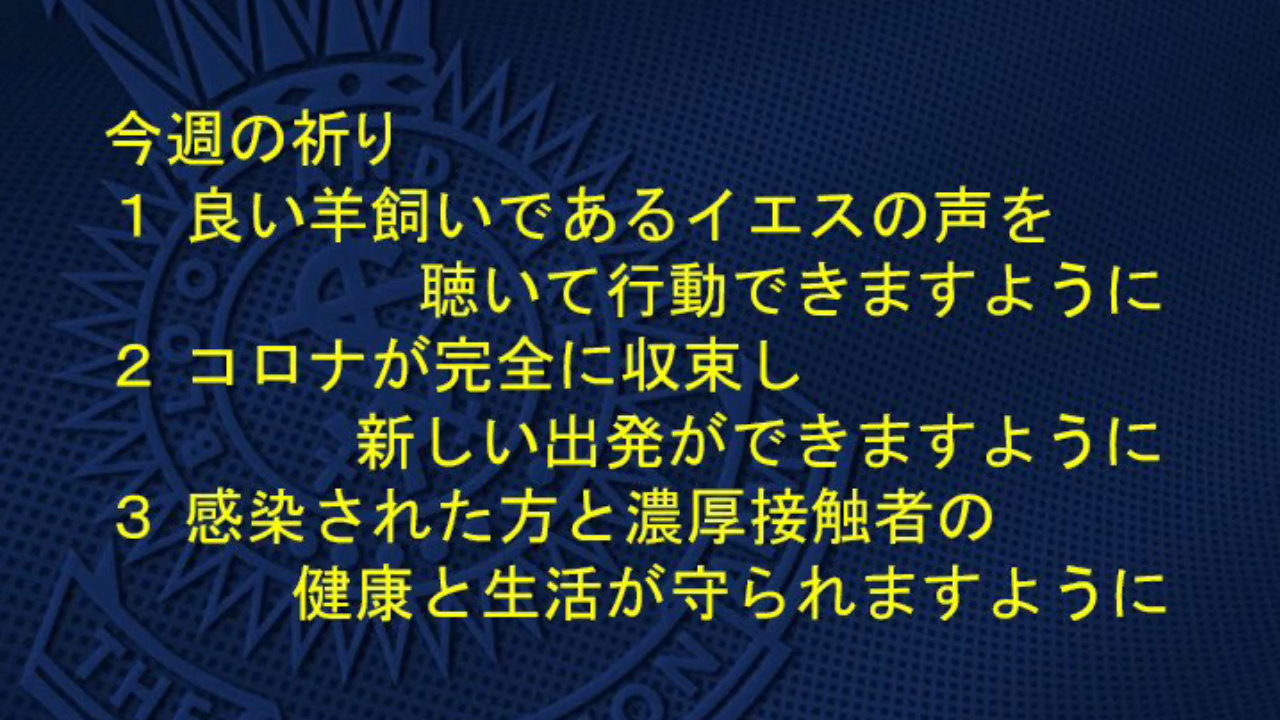 今週の祈り
１ 良い羊飼いであるイエスの声を
聴いて行動できますように
２ コロナが完全に収束し
新しい出発ができますように
３ 感染された方と濃厚接触者の
健康と生活が守られますように
BLOOD AND
THE
ON